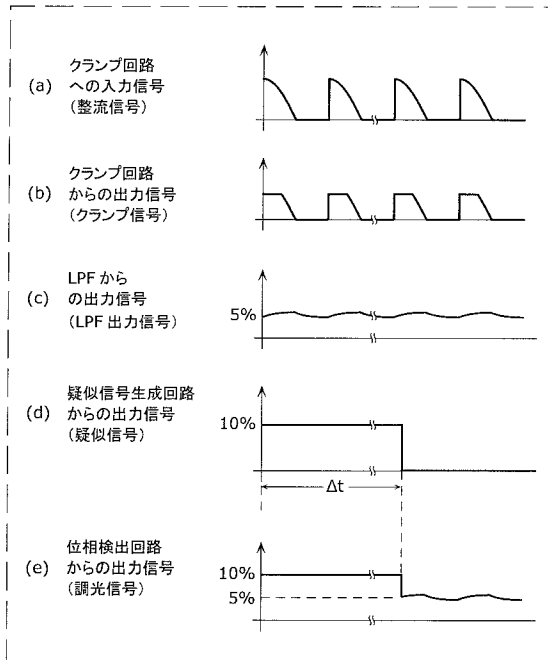 (a)
クランプ回路
への入力信号
(整流信号)
(b)
クランプ回路
からの出力信号
(クランプ信号)
(c)
LPF から
の出力信号
(LPF 出力信号)
5%
(d)
疑似信号生成回路
からの出力信号
(疑似信号)
10%
Δt
(e)
位相検出回路
からの出力信号
(調光信号)
10%
5%